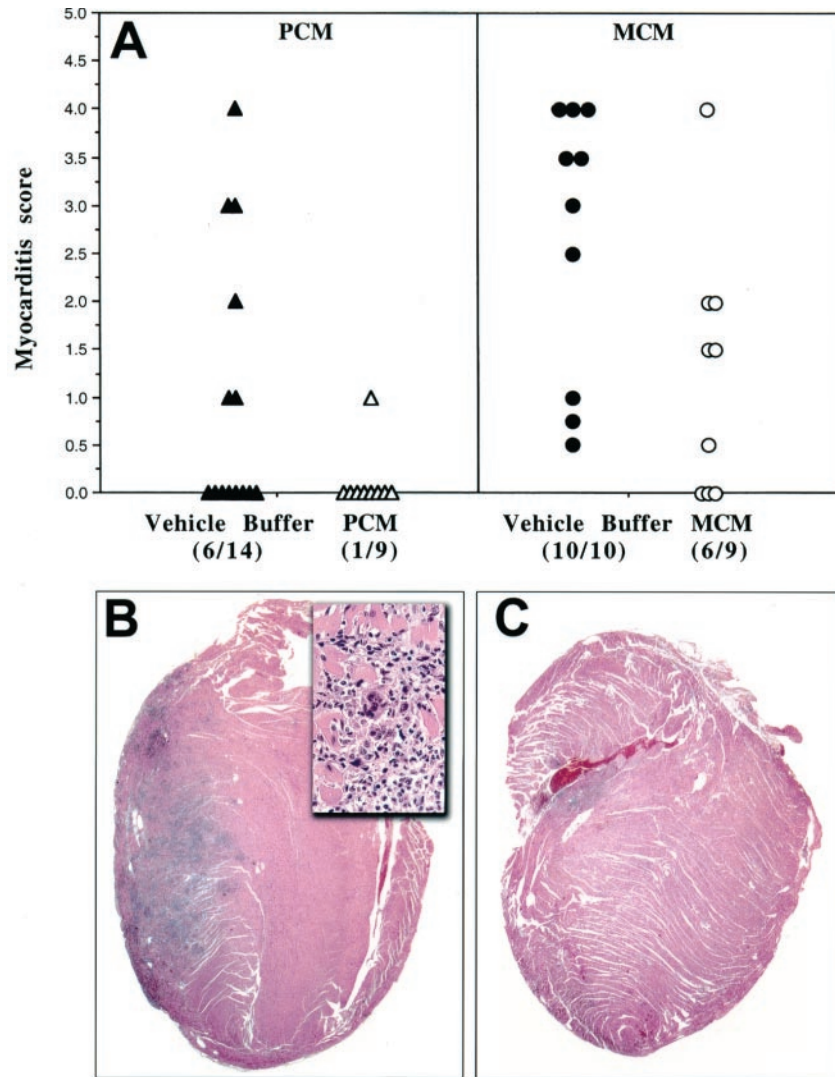 A
PCM
MCM
Myocarditis score
5.0
4.5
4.0
3.5
3.0
2.5
2.0
1.5
1.0
0.5
0.0
Vehicle Buffer
(6/14)
PCM
(1/9)
Vehicle Buffer
(10/10)
MCM
(6/9)
B
C